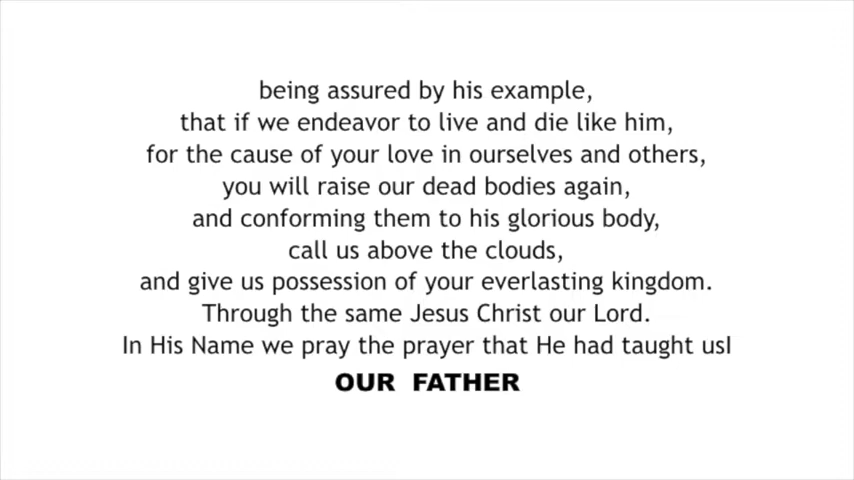 being assured by his example,
that if we endeavor to live and die like him,
for the cause of your love in ourselves and others,
you will raise our dead bodies again,
and conforming them to his glorious body,
call us above the clouds,
and give us possession of your everlasting kingdom.
Through the same Jesus Christ our Lord.
In His Name we pray the prayer that He had taught usI
OUR FATHER